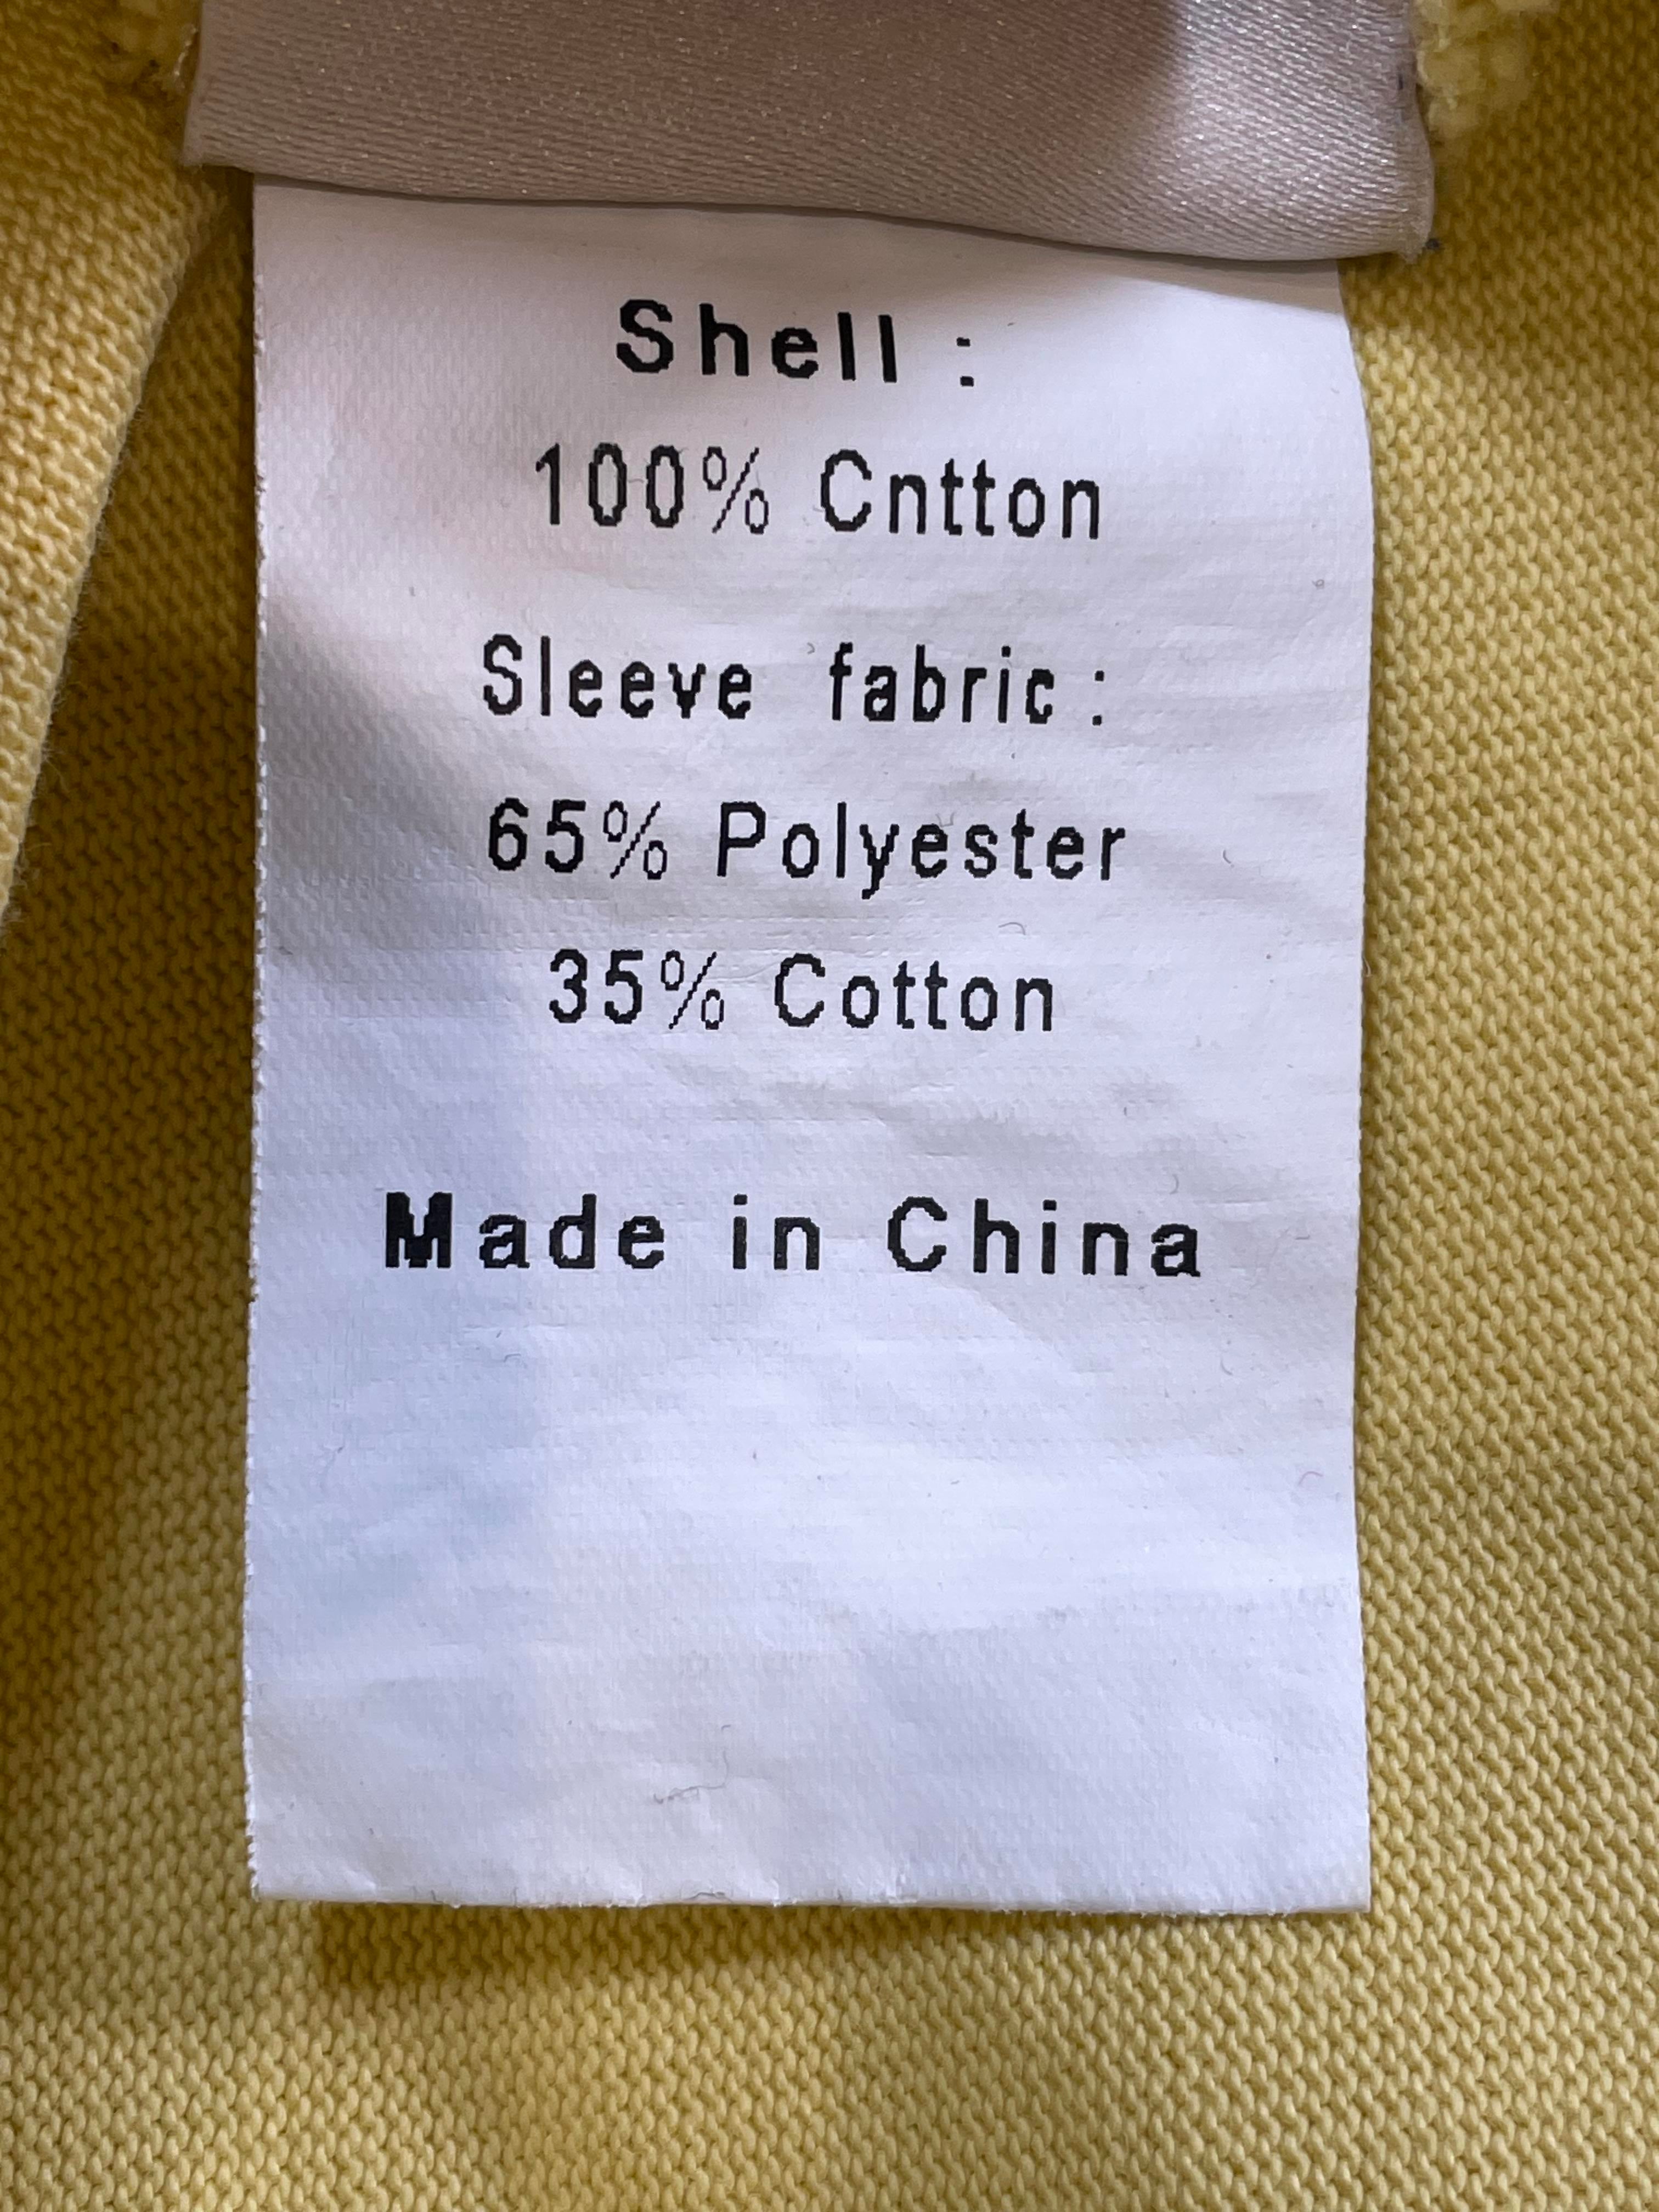 Shell :
100% Cntton
Sleeve fabric :
65% Polyester
35% Cotton
Made in China